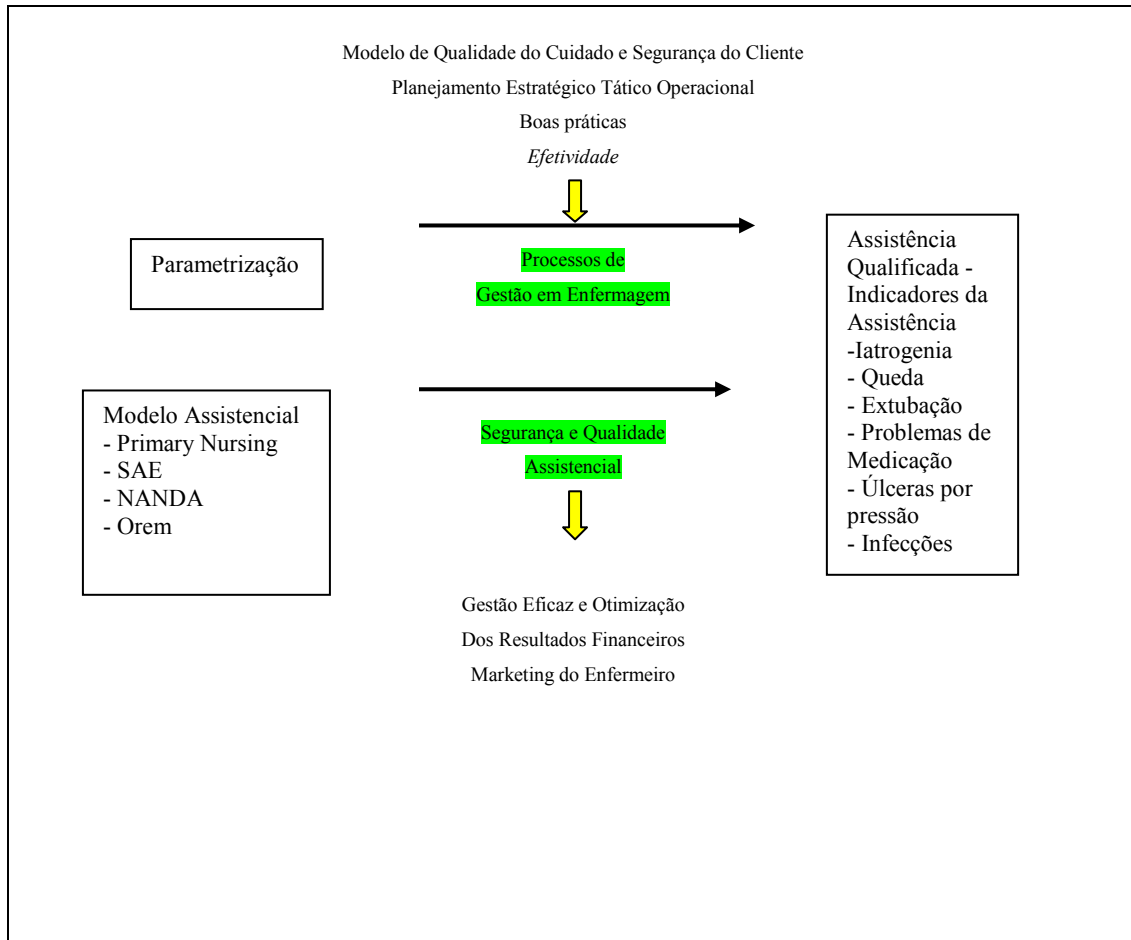 Modelo de Qualidade do Cuidado e Segurança do Cliente
Planejamento Estratégico Tático Operacional
Boas práticas
Efetividade
Parametrização
Processos de
Gestão em Enfermagem
Modelo Assistencial
- Primary Nursing
- SAE
- NANDA
- Orem
Segurança e Qualidade
Assistencial
Assistência
Qualificada -
Indicadores da
Assistência
-Iatrogenia
- Queda
- Extubação
- Problemas de
Medicação
- Úlceras por
pressão
- Infecções
Gestão Eficaz e Otimização
Dos Resultados Financeiros
Marketing do Enfermeiro